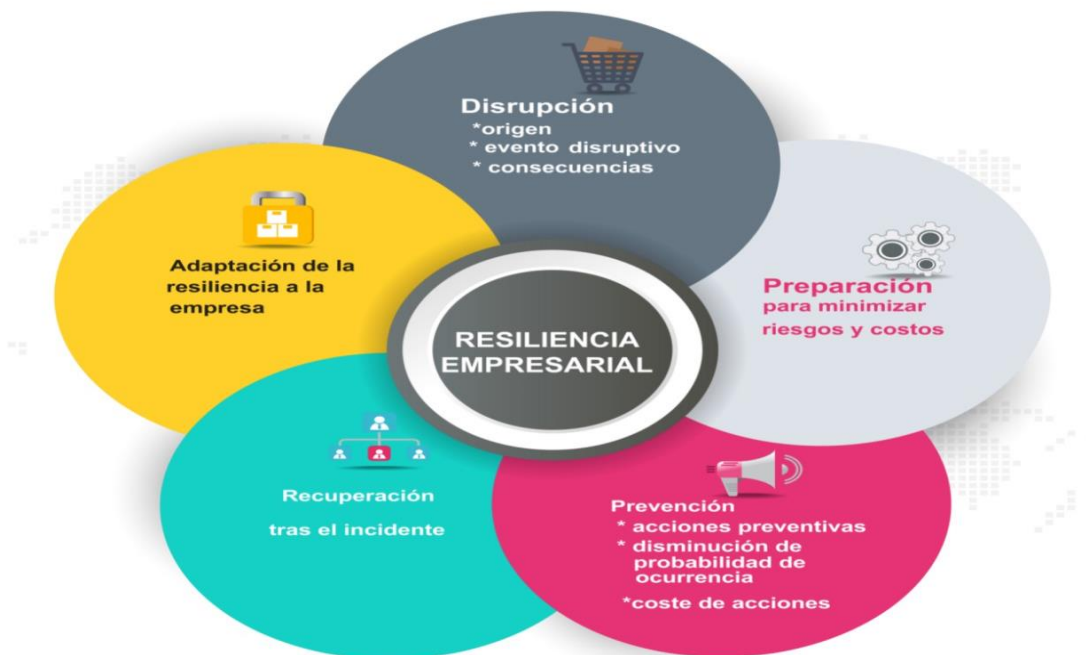 Disrupción
*origen
* evento disruptivo
* consecuencias
Preparación
para minimizar
riesgos y costos
Prevención
* acciones preventivas
* disminución de
probabilidad de
ocurrencia
*coste de acciones
Recuperación
tras el incidente
Adaptación de la
resiliencia a la
empresa
RESILIENCIA
EMPRESARIAL